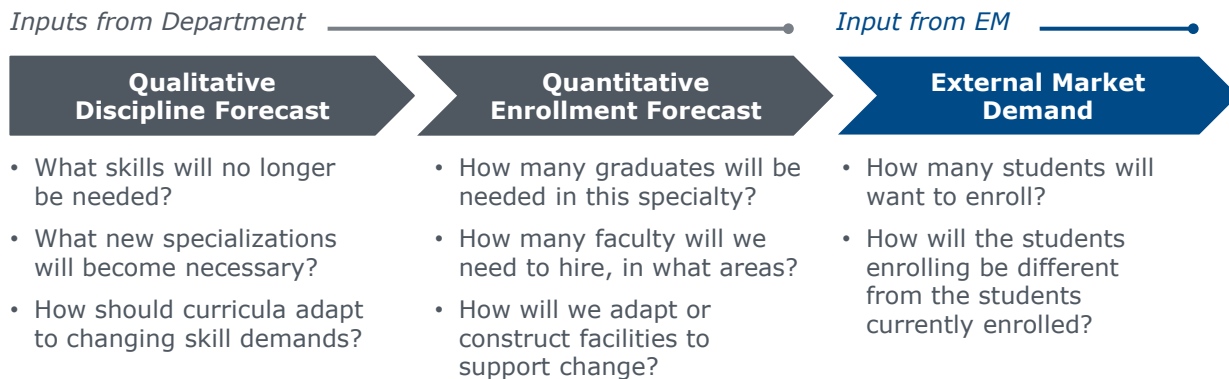 Inputs from Department
Input from EM
Qualitative
Discipline Forecast
Quantitative
Enrollment Forecast
External Market
Demand
• What skills will no longer
be needed?
• What new specializations
will become necessary?
• How should curricula adapt
to changing skill demands?
• How many graduates will be
needed in this specialty?
• How many faculty will we
need to hire, in what areas?
• How will we adapt or
construct facilities to
support change?
• How many students will
want to enroll?
• How will the students
enrolling be different
from the students
currently enrolled?